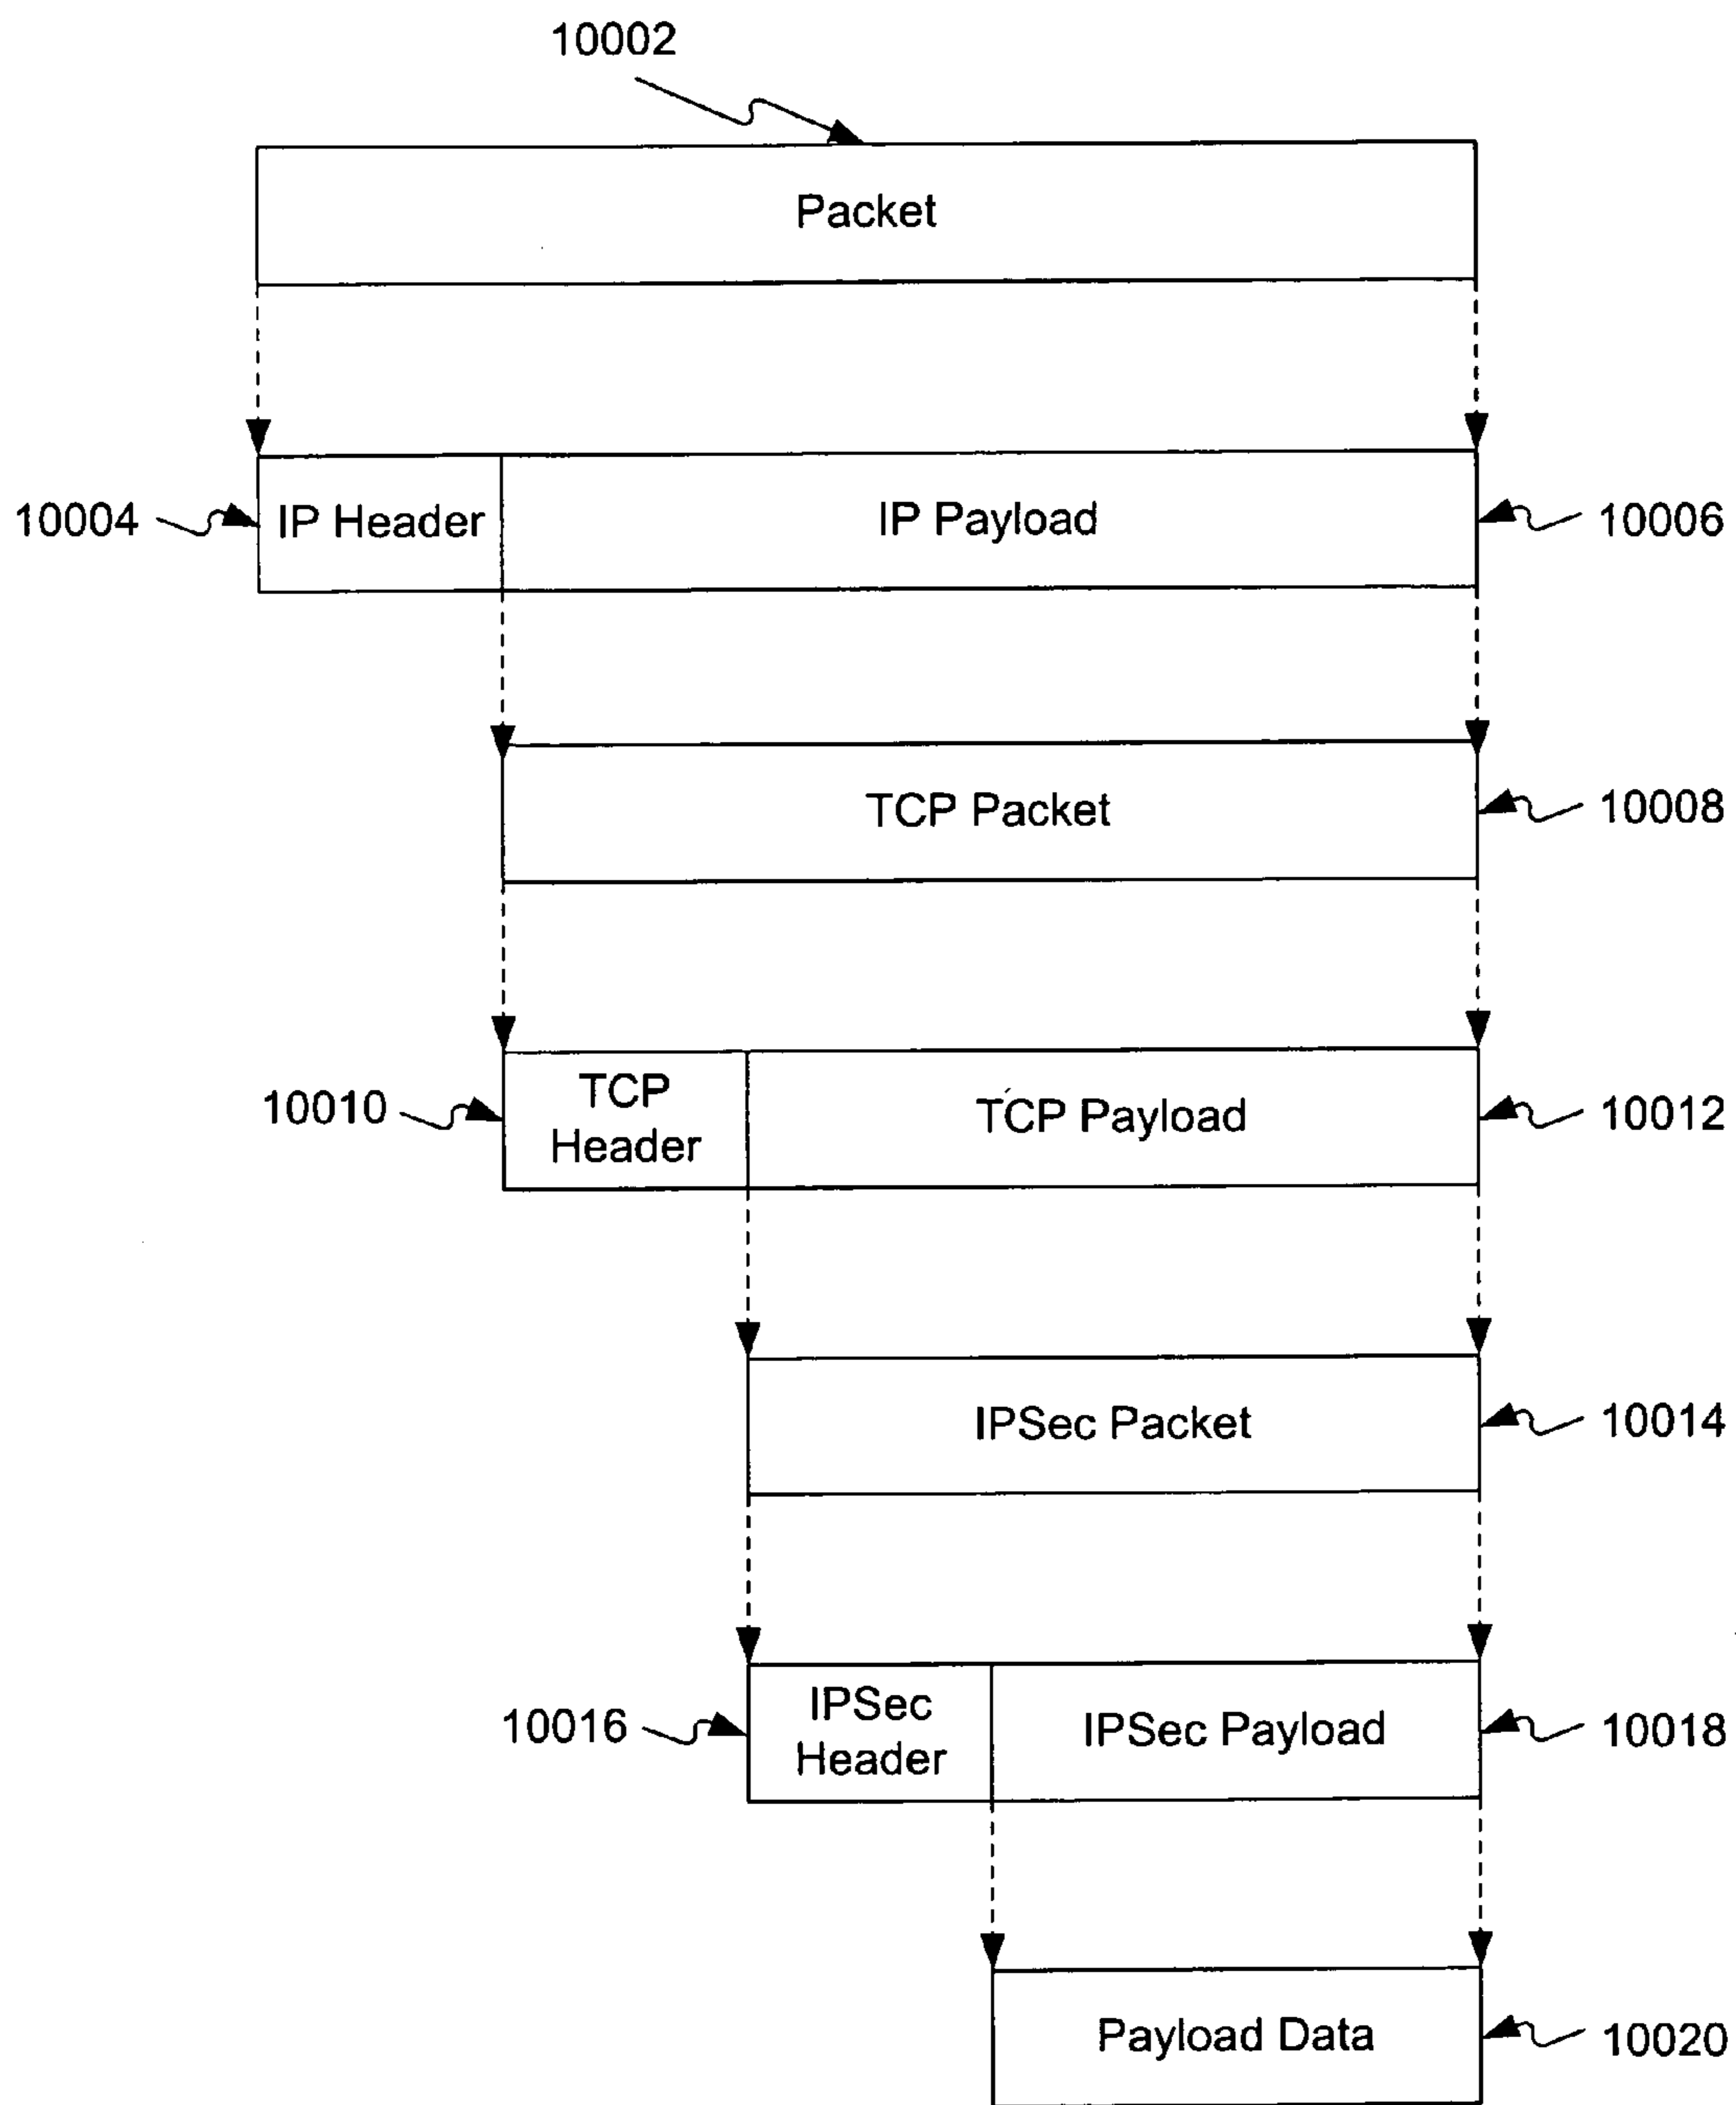 10002
Packet
10004
IP Header
IP Payload
10006
TCP Packet
10008
10010
TCP
Header
TCP Payload
10012
IPSec Packet
10014
10016
IPSec
Header
IPSec Payload
10018
Payload Data
10020